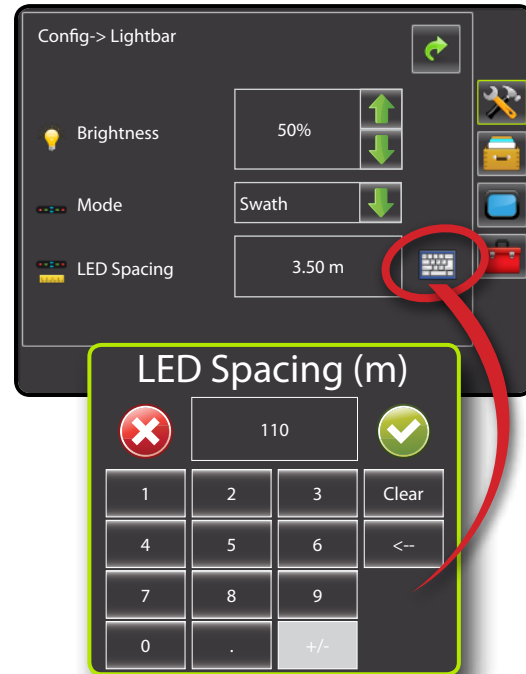 Config-> Lightbar
Brightness
50%
Mode
Swath
LED Spacing
3.50 m
LED Spacing (m)
110
1 2 3 Clear
4 5 6 <--
7 8 9
0 . +/-